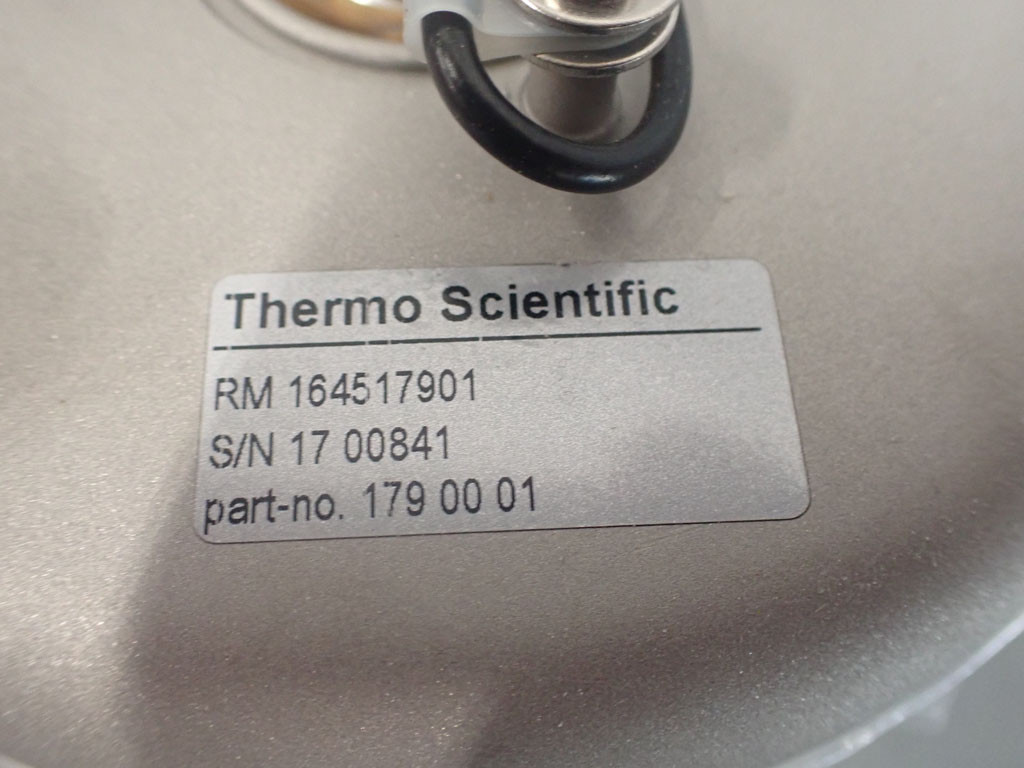 Thermo Scientific
RM 164517901
S/N 17 00841
part-no. 179 00 01